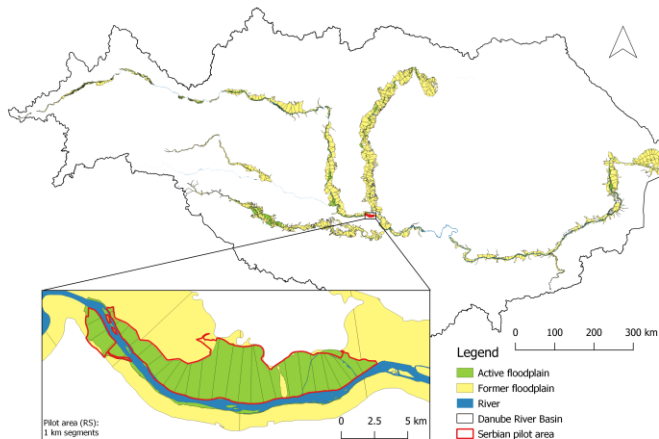 0 100 200 300 km
Legend
Active floodplain
Former floodplain
River
Danube River Basin
Serbian pilot area
Pilot area (RS):
1 km segments
0 2.5 5 km